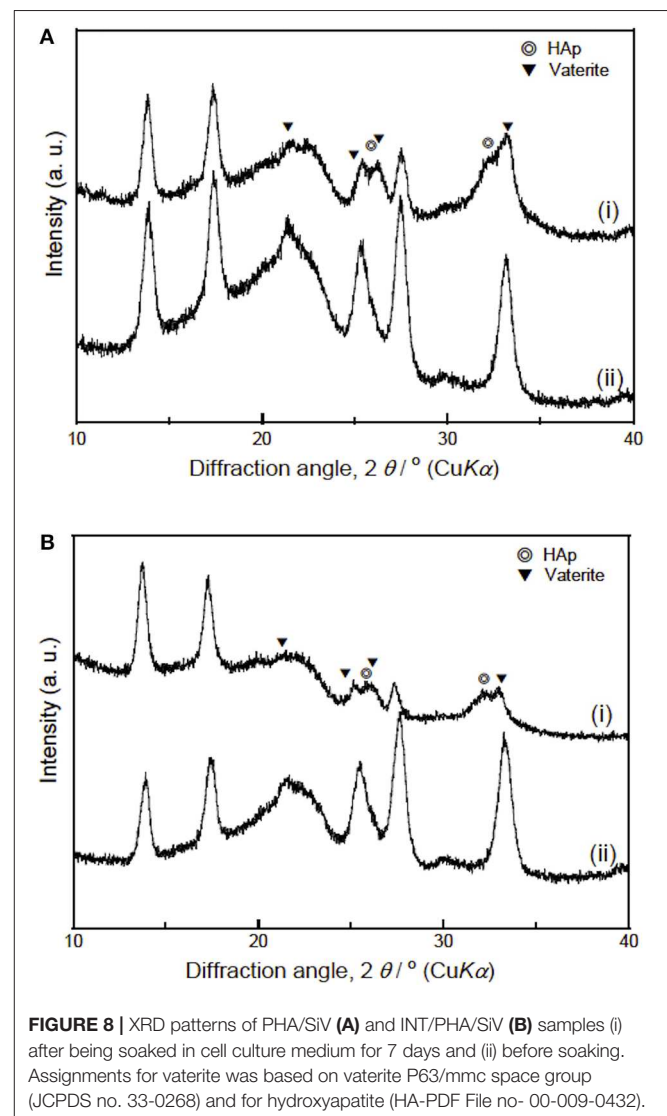 A
◎ HAp
▼ Vaterite
Intensity (a. u.)
(i)
(ii)
10 20 30 40
Diffraction angle, 2 θ / ° (CuKα)
B
◎ HAp
▼ Vaterite
Intensity (a. u.)
(i)
(ii)
10 20 30 40
Diffraction angle, 2 θ / ° (CuKα)
FIGURE 8 | XRD patterns of PHA/SiV (A) and INT/PHA/SiV (B) samples (i)
after being soaked in cell culture medium for 7 days and (ii) before soaking.
Assignments for vaterite was based on vaterite P63/mmc space group
(JCPDS no. 33-0268) and for hydroxyapatite (HA-PDF File no- 00-009-0432).